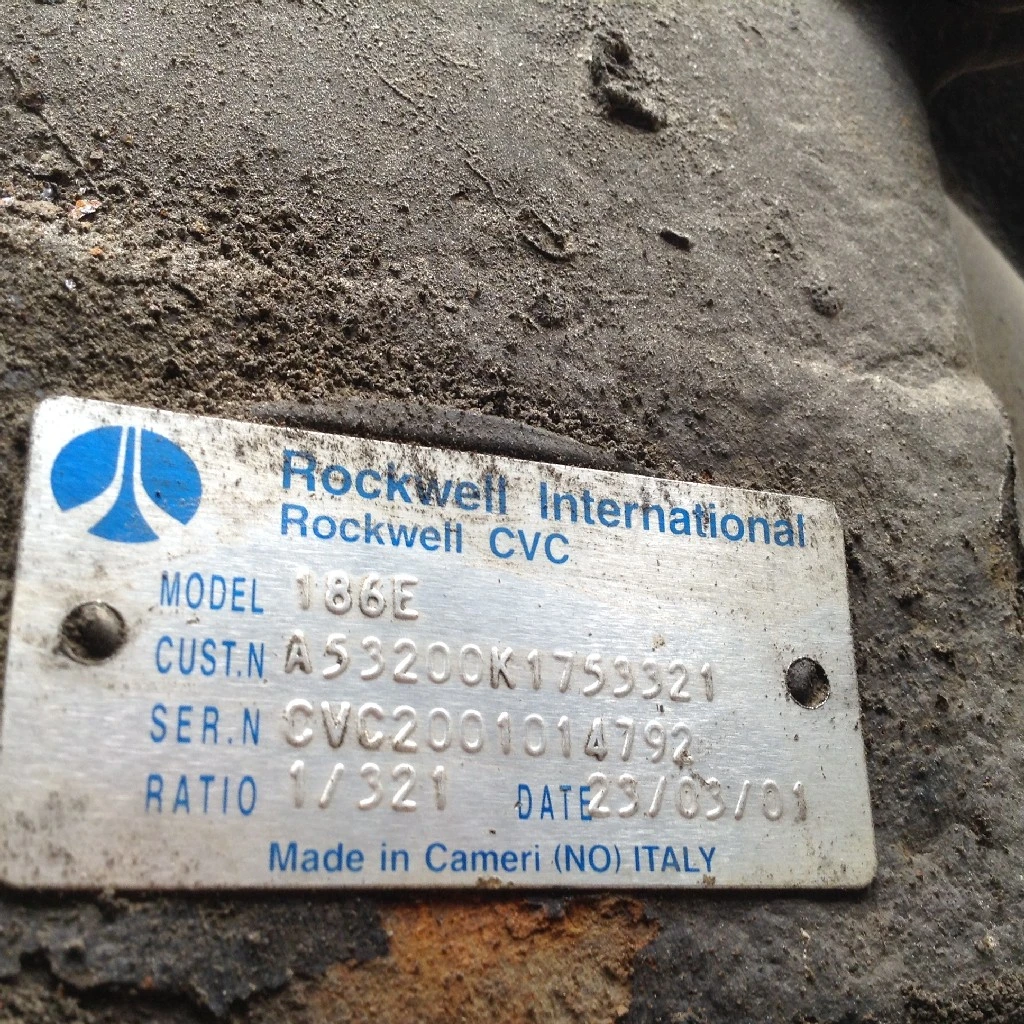 Rockwell International
Rockwell CVC
MODEL 186E
CUST.N A53200K1753321
SER.N CVC2001014792
RATIO 1/321 DATE 23/03/01
Made in Cameri (NO) ITALY